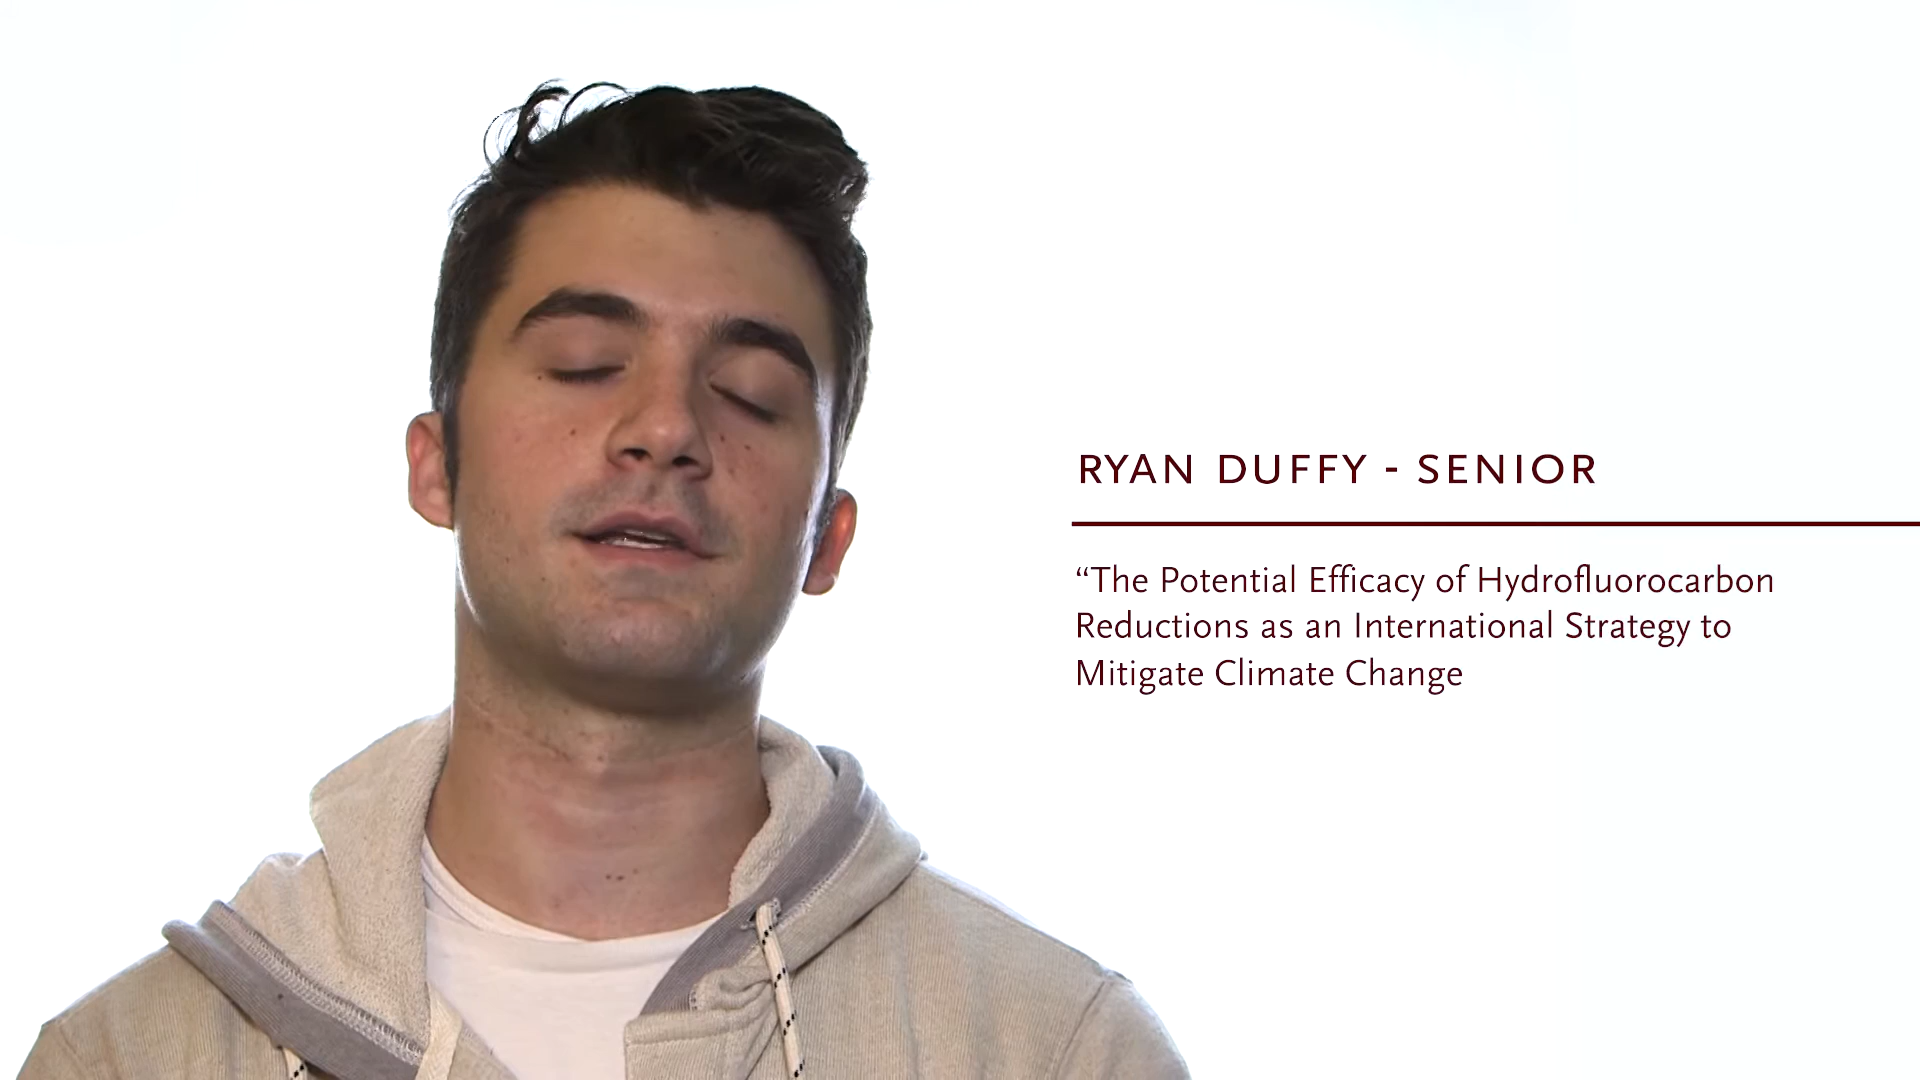 RYAN DUFFY - SENIOR
“The Potential Efficacy of Hydrofluorocarbon
Reductions as an International Strategy to
Mitigate Climate Change